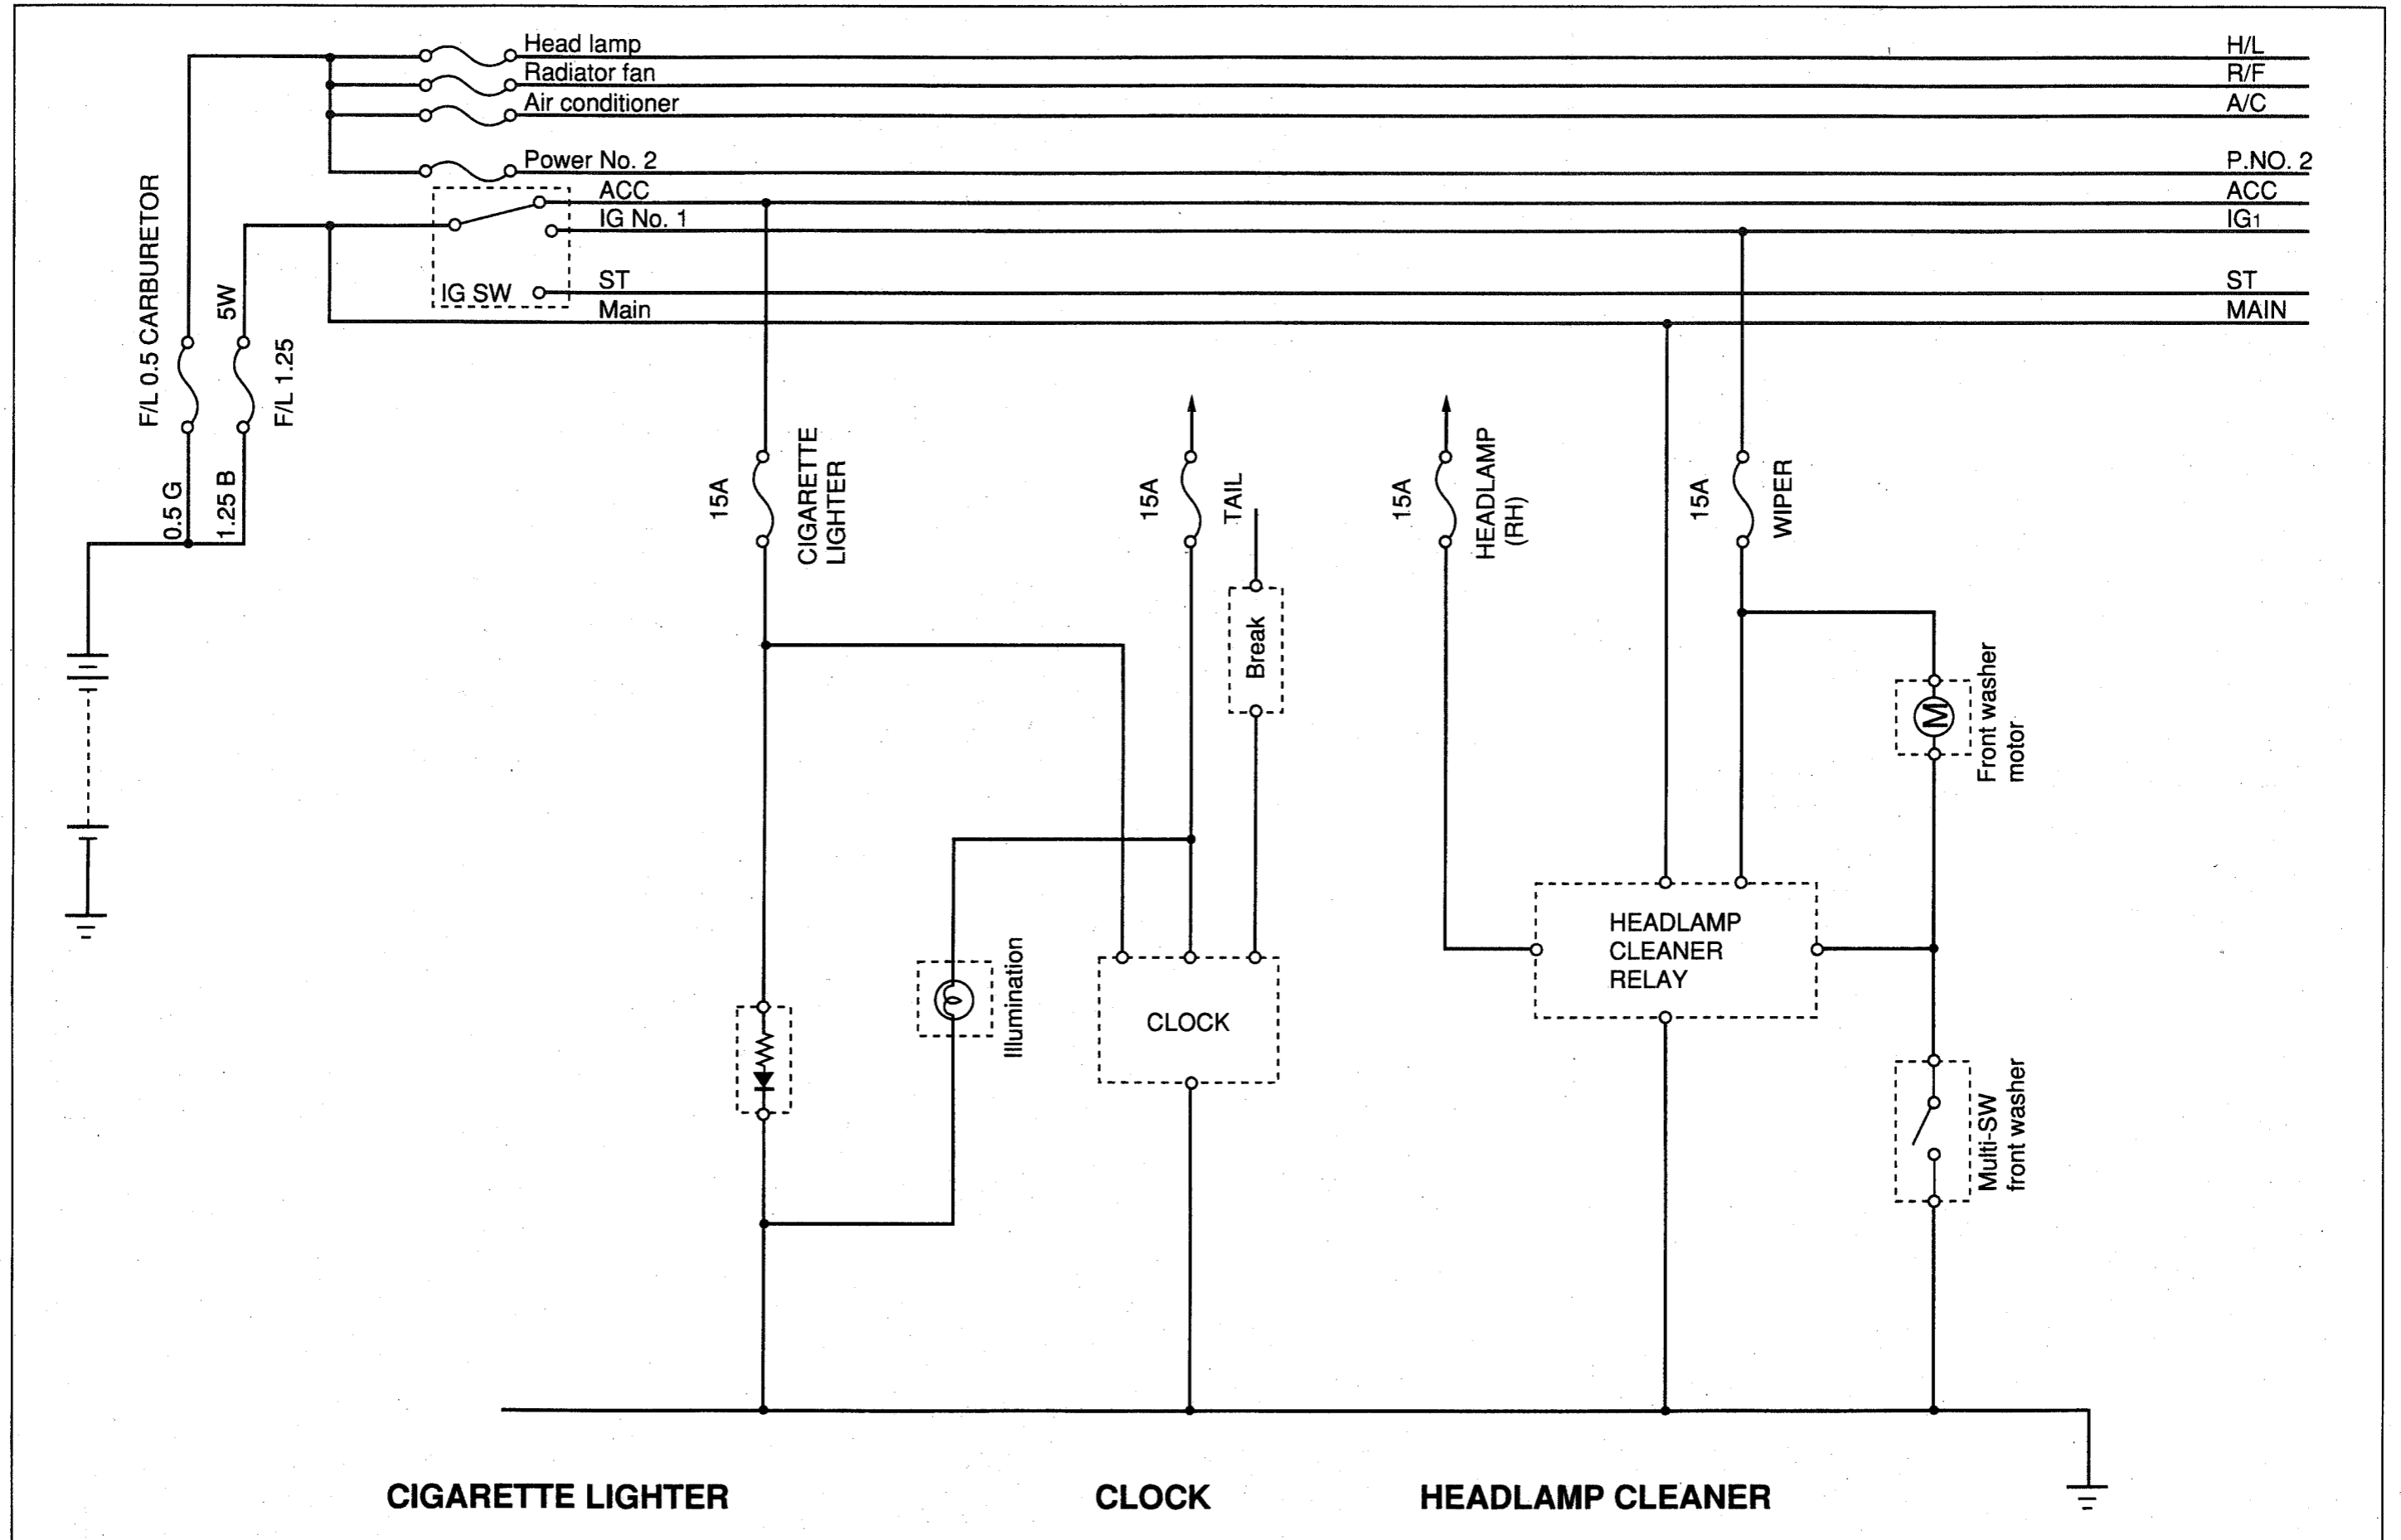 Head lamp
H/L
Radiator fan
R/F
Air conditioner
A/C
Power No. 2
P.NO. 2
ACC
ACC
IG No. 1
IG1
IG SW
ST
ST
Main
MAIN
F/L 0.5 CARBURETOR
5W
F/L 1.25
0.5 G
1.25 B
15A
CIGARETTE
LIGHTER
15A
TAIL
15A
HEADLAMP
(RH)
15A
WIPER
Break
M
Front washer
motor
Illumination
CLOCK
HEADLAMP
CLEANER
RELAY
Multi-SW
front washer
CIGARETTE LIGHTER
CLOCK
HEADLAMP CLEANER